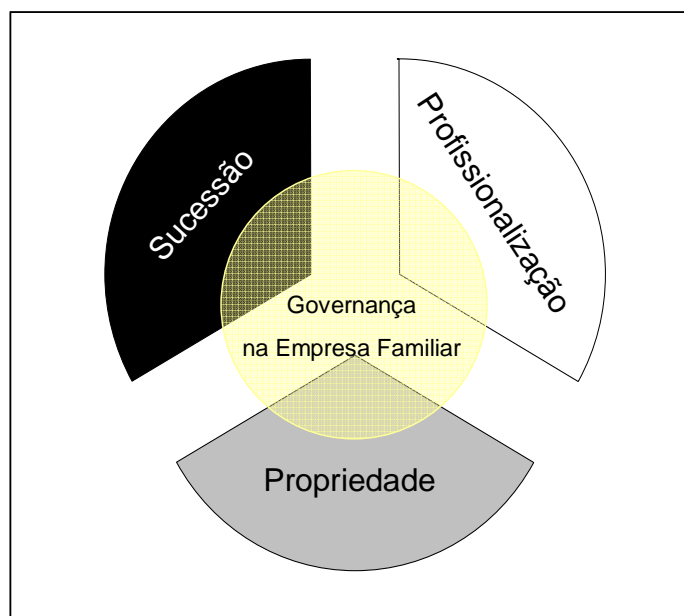 Sucessão
Profissionalização
Governança
na Empresa Familiar
Propriedade